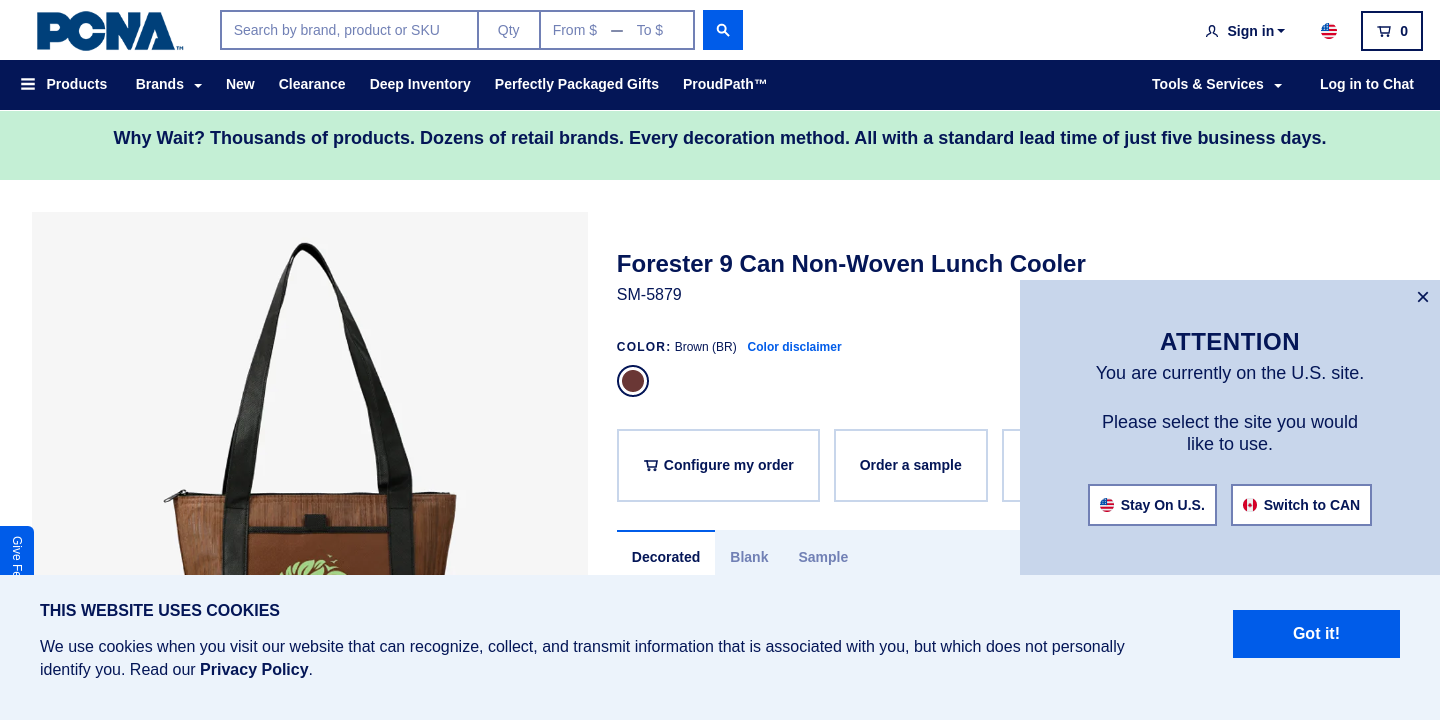 PCNA™
Search by brand, product or SKU
Qty
From $ — To $
Sign in
0
Products
Brands
New
Clearance
Deep Inventory
Perfectly Packaged Gifts
ProudPath™
Tools & Services
Log in to Chat
Why Wait? Thousands of products. Dozens of retail brands. Every decoration method. All with a standard lead time of just five business days.
Forester 9 Can Non-Woven Lunch Cooler
SM-5879
COLOR: Brown (BR) Color disclaimer
Configure my order
Order a sample
Decorated
Blank
Sample
×
ATTENTION
You are currently on the U.S. site.
Please select the site you would
like to use.
Stay On U.S.
Switch to CAN
THIS WEBSITE USES COOKIES
We use cookies when you visit our website that can recognize, collect, and transmit information that is associated with you, but which does not personally
identify you. Read our Privacy Policy.
Got it!